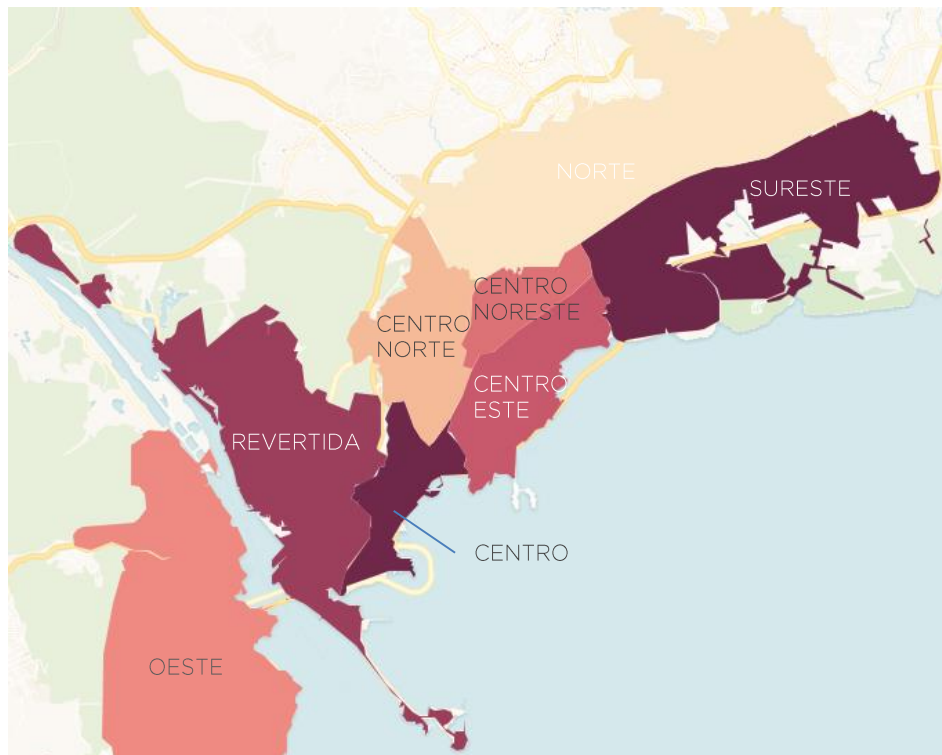 NORTE
SURESTE
CENTRO
NORESTE
CENTRO
NORTE
CENTRO
ESTE
REVERTIDA
CENTRO
OESTE